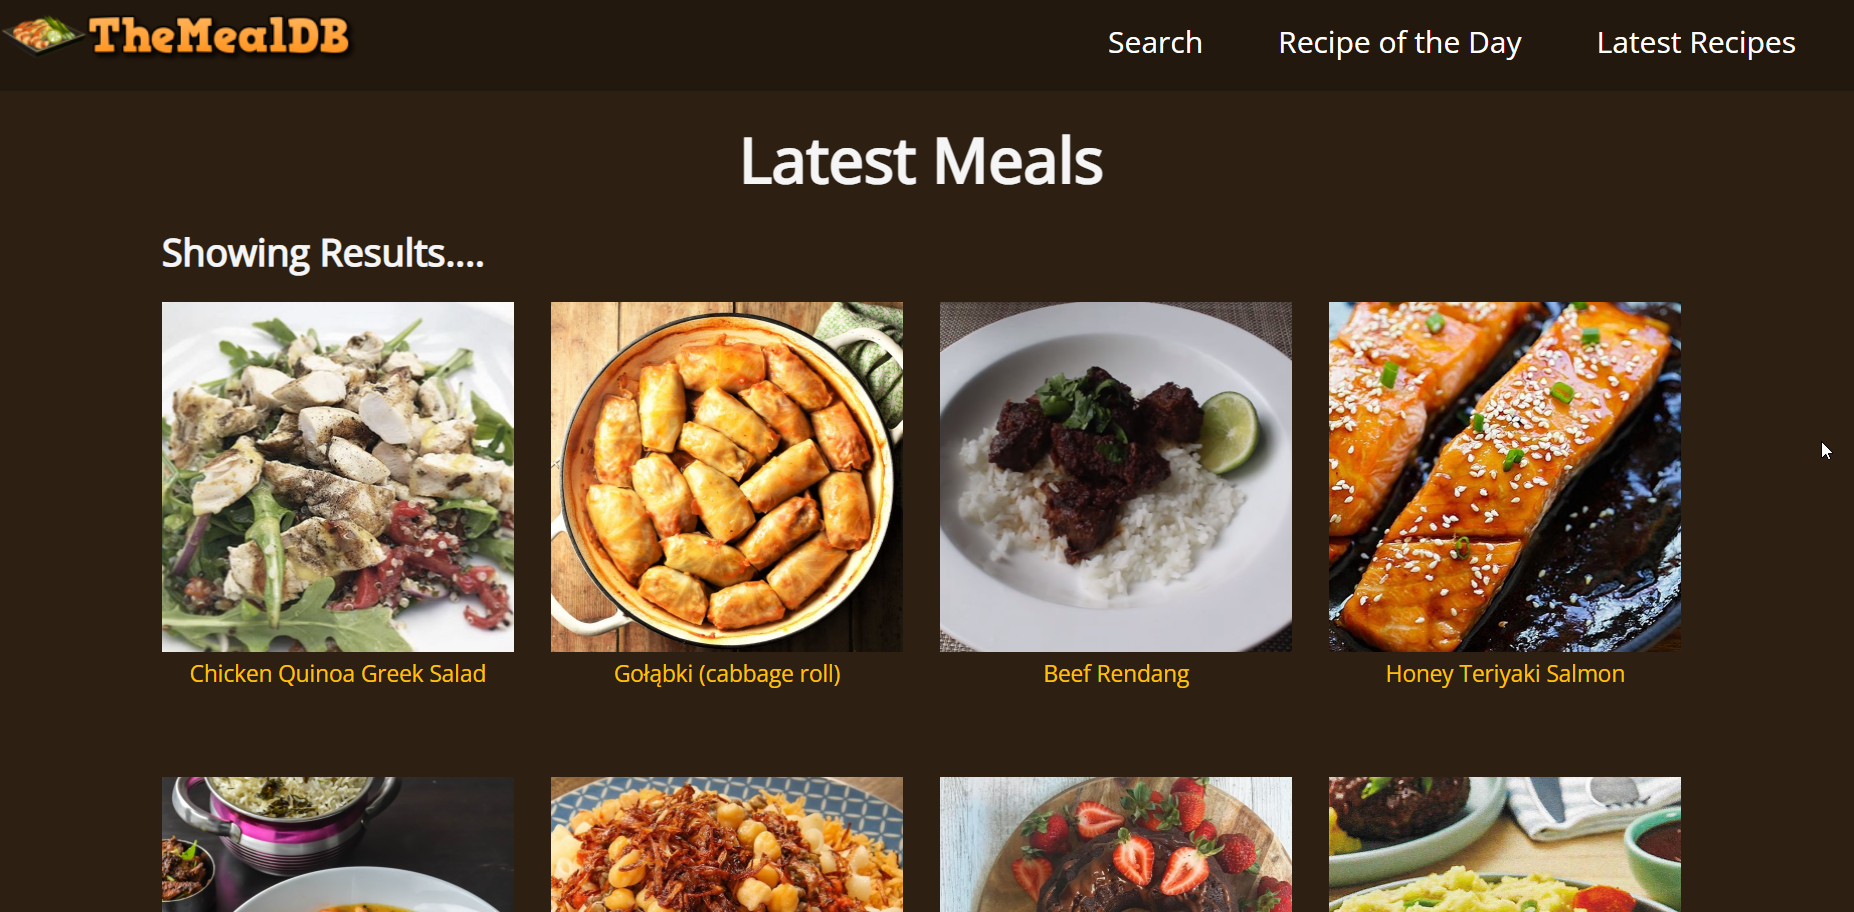 TheMealDB
Search
Recipe of the Day
Latest Recipes
Latest Meals
Showing Results....
Chicken Quinoa Greek Salad
Gołąbki (cabbage roll)
Beef Rendang
Honey Teriyaki Salmon